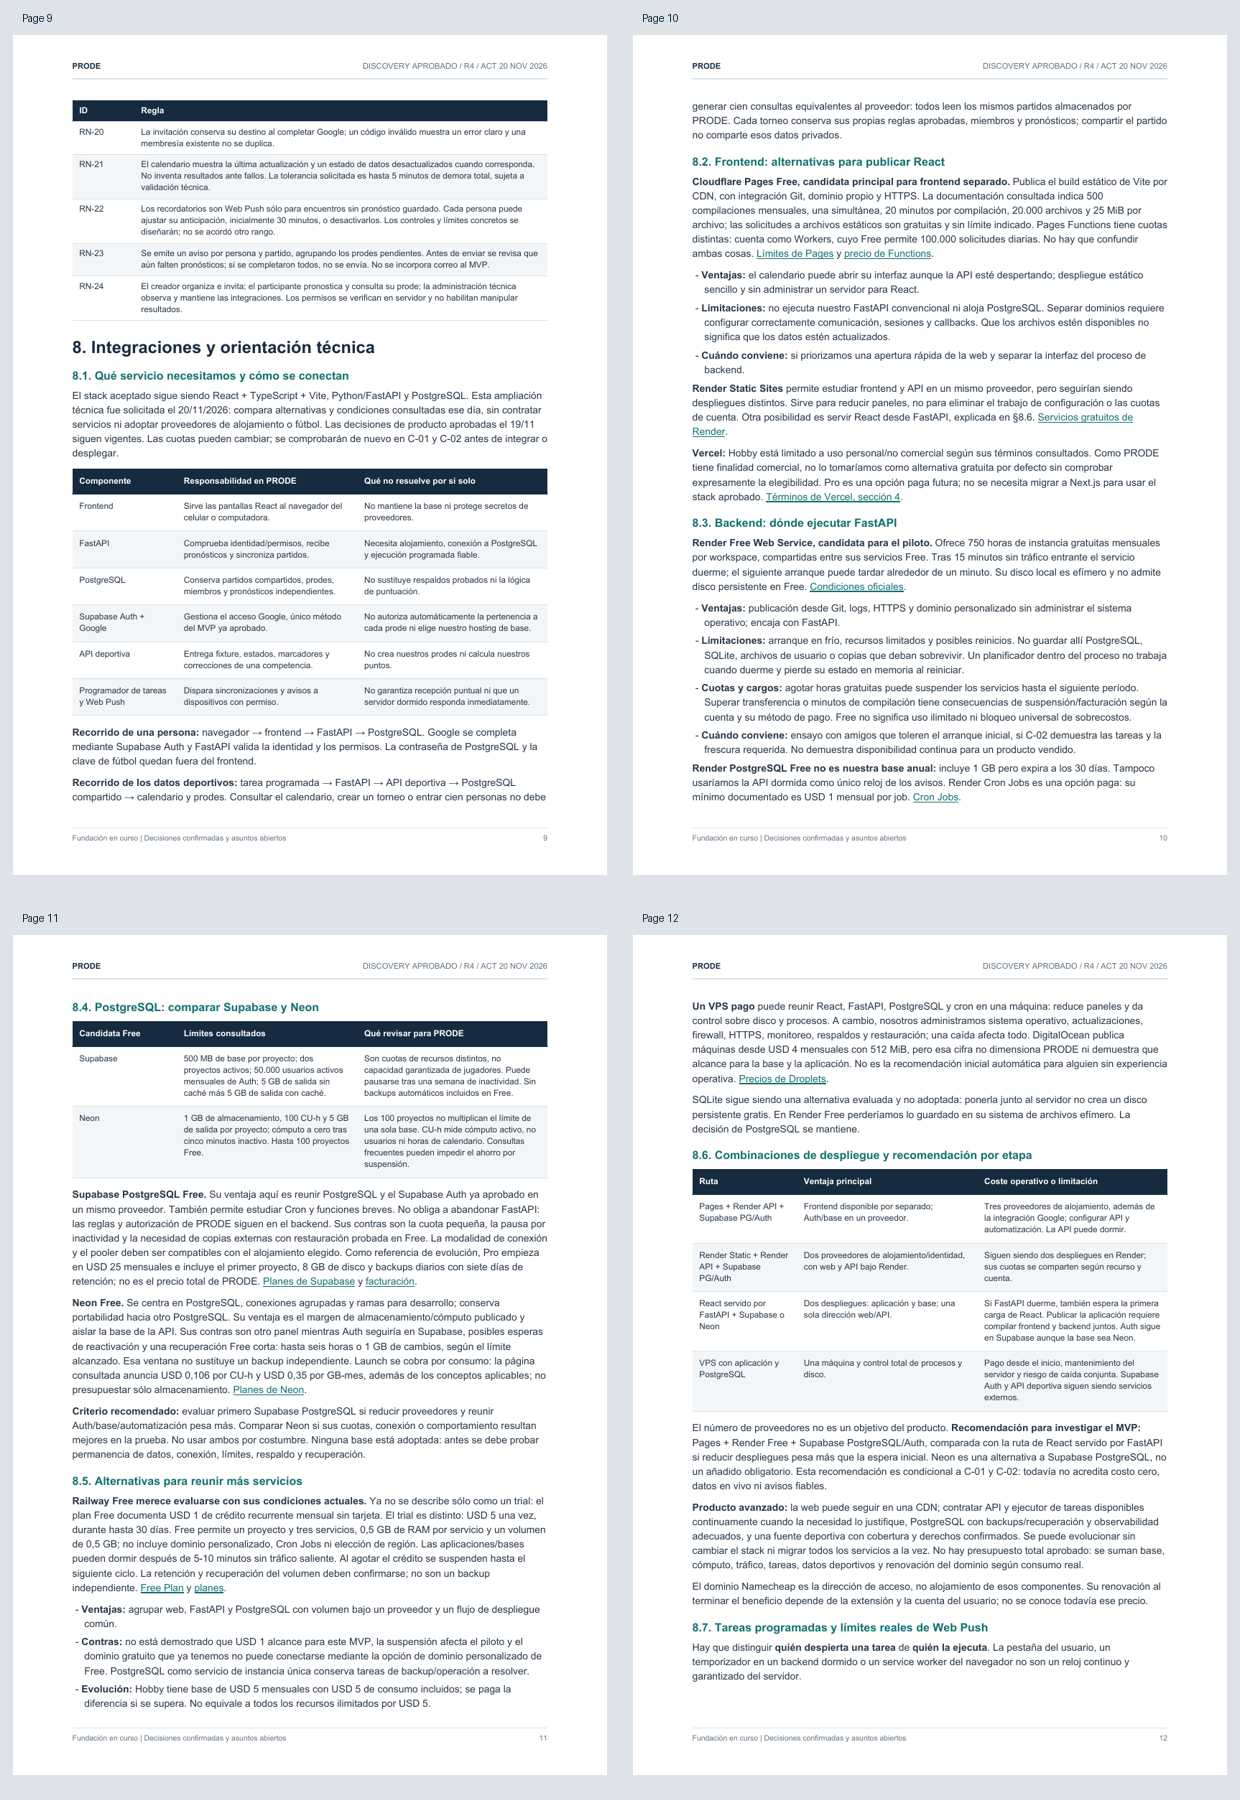 Page 9
PRODE
DISCOVERY APROBADO / R4 / ACT 20 NOV 2026
ID Regla
RN-20 La invitación conserva su destino al completar Google; un código inválido muestra un error claro y una
membresía existente no se duplica.
RN-21 El calendario muestra la última actualización y un estado de datos desactualizados cuando corresponda.
No inventa resultados ante fallos. La tolerancia solicitada es hasta 5 minutos de demora total, sujeta a
validación técnica.
RN-22 Los recordatorios son Web Push sólo para encuentros sin pronóstico guardado. Cada persona puede
ajustar su anticipación, inicialmente 30 minutos, o desactivarlos. Los controles y límites concretos se
diseñarán; no se acordó otro rango.
RN-23 Se emite un aviso por persona y partido, agrupando los prodes pendientes. Antes de enviar se revisa que
aún falten pronósticos; si se completaron todos, no se envía. No se incorpora correo al MVP.
RN-24 El creador organiza e invita; el participante pronostica y consulta su prode; la administración técnica
observa y mantiene las integraciones. Los permisos se verifican en servidor y no habilitan manipular
resultados.
8. Integraciones y orientación técnica
8.1. Qué servicio necesitamos y cómo se conectan
El stack aceptado sigue siendo React + TypeScript + Vite, Python/FastAPI y PostgreSQL. Esta ampliación
técnica fue solicitada el 20/11/2026: compara alternativas y condiciones consultadas ese día, sin contratar
servicios ni adoptar proveedores de alojamiento o fútbol. Las decisiones de producto aprobadas el 19/11
siguen vigentes. Las cuotas pueden cambiar; se comprobarán de nuevo en C-01 y C-02 antes de integrar o
desplegar.
Componente Responsabilidad en PRODE Qué no resuelve por sí solo
Frontend Sirve las pantallas React al navegador del
celular o computadora. No mantiene la base ni protege secretos de
proveedores.
FastAPI Comprueba identidad/permisos, recibe
pronósticos y sincroniza partidos. Necesita alojamiento, conexión a PostgreSQL
y ejecución programada fiable.
PostgreSQL Conserva partidos compartidos, prodes,
miembros y pronósticos independientes. No sustituye respaldos probados ni la lógica
de puntuación.
Supabase Auth +
Google Gestiona el acceso Google, único método
del MVP ya aprobado. No autoriza automáticamente la pertenencia a
cada prode ni elige nuestro hosting de base.
API deportiva Entrega fixture, estados, marcadores y
correcciones de una competencia. No crea nuestros prodes ni calcula nuestros
puntos.
Programador de tareas
y Web Push Dispara sincronizaciones y avisos a
dispositivos con permiso. No garantiza recepción puntual ni que un
servidor dormido responda inmediatamente.
Recorrido de una persona: navegador → frontend → FastAPI → PostgreSQL. Google se completa
mediante Supabase Auth y FastAPI valida la identidad y los permisos. La contraseña de PostgreSQL y la
clave de fútbol quedan fuera del frontend.
Recorrido de los datos deportivos: tarea programada → FastAPI → API deportiva → PostgreSQL
compartido → calendario y prodes. Consultar el calendario, crear un torneo o entrar cien personas no debe
Fundación en curso | Decisiones confirmadas y asuntos abiertos
9
Page 10
PRODE
DISCOVERY APROBADO / R4 / ACT 20 NOV 2026
generar cien consultas equivalentes al proveedor: todos leen los mismos partidos almacenados por
PRODE. Cada torneo conserva sus propias reglas aprobadas, miembros y pronósticos; compartir el partido
no comparte esos datos privados.
8.2. Frontend: alternativas para publicar React
Cloudflare Pages Free, candidata principal para frontend separado. Publica el build estático de Vite por
CDN, con integración Git, dominio propio y HTTPS. La documentación consultada indica 500
compilaciones mensuales, una simultánea, 20 minutos por compilación, 20.000 archivos y 25 MiB por
archivo; las solicitudes a archivos estáticos son gratuitas y sin límite indicado. Pages Functions tiene cuotas
distintas: cuenta como Workers, cuyo Free permite 100.000 solicitudes diarias. No hay que confundir
ambas cosas. Límites de Pages y precio de Functions.
- Ventajas: el calendario puede abrir su interfaz aunque la API esté despertando; despliegue estático
sencillo y sin administrar un servidor para React.
- Limitaciones: no ejecuta nuestro FastAPI convencional ni aloja PostgreSQL. Separar dominios requiere
configurar correctamente comunicación, sesiones y callbacks. Que los archivos estén disponibles no
significa que los datos estén actualizados.
- Cuándo conviene: si priorizamos una apertura rápida de la web y separar la interfaz del proceso de
backend.
Render Static Sites permite estudiar frontend y API en un mismo proveedor, pero seguirían siendo
despliegues distintos. Sirve para reducir paneles, no para eliminar el trabajo de configuración o las cuotas
de cuenta. Otra posibilidad es servir React desde FastAPI, explicada en §8.6. Servicios gratuitos de
Render.
Vercel: Hobby está limitado a uso personal/no comercial según sus términos consultados. Como PRODE
tiene finalidad comercial, no lo tomaríamos como alternativa gratuita por defecto sin comprobar
expresamente la elegibilidad. Pro es una opción paga futura; no se necesita migrar a Next.js para usar el
stack aprobado. Términos de Vercel, sección 4.
8.3. Backend: dónde ejecutar FastAPI
Render Free Web Service, candidata para el piloto. Ofrece 750 horas de instancia gratuitas mensuales
por workspace, compartidas entre sus servicios Free. Tras 15 minutos sin tráfico entrante el servicio
duerme; el siguiente arranque puede tardar alrededor de un minuto. Su disco local es efímero y no admite
disco persistente en Free. Condiciones oficiales.
- Ventajas: publicación desde Git, logs, HTTPS y dominio personalizado sin administrar el sistema
operativo; encaja con FastAPI.
- Limitaciones: arranque en frío, recursos limitados y posibles reinicios. No guardar allí PostgreSQL,
SQLite, archivos de usuario o copias que deban sobrevivir. Un planificador dentro del proceso no trabaja
cuando duerme y pierde su estado en memoria al reiniciar.
- Cuotas y cargos: agotar horas gratuitas puede suspender los servicios hasta el siguiente período.
Superar transferencia o minutos de compilación tiene consecuencias de suspensión/facturación según la
cuenta y su método de pago. Free no significa uso ilimitado ni bloqueo universal de sobrecostos.
- Cuándo conviene: ensayo con amigos que toleren el arranque inicial, si C-02 demuestra las tareas y la
frescura requerida. No demuestra disponibilidad continua para un producto vendido.
Render PostgreSQL Free no es nuestra base anual: incluye 1 GB pero expira a los 30 días. Tampoco
usaríamos la API dormida como único reloj de los avisos. Render Cron Jobs es una opción paga: su
mínimo documentado es USD 1 mensual por job. Cron Jobs.
Fundación en curso | Decisiones confirmadas y asuntos abiertos
10
Page 11
PRODE
DISCOVERY APROBADO / R4 / ACT 20 NOV 2026
8.4. PostgreSQL: comparar Supabase y Neon
Candidata Free Límites consultados Qué revisar para PRODE
Supabase 500 MB de base por proyecto; dos
proyectos activos; 50.000 usuarios activos
mensuales de Auth; 5 GB de salida sin
caché más 5 GB de salida con caché. Son cuotas de recursos distintos, no
capacidad garantizada de jugadores. Puede
pausarse tras una semana de inactividad. Sin
backups automáticos incluidos en Free.
Neon 1 GB de almacenamiento, 100 CU-h y 5 GB
de salida por proyecto; cómputo a cero tras
cinco minutos inactivo. Hasta 100 proyectos
Free. Los 100 proyectos no multiplican el límite de
una sola base. CU-h mide cómputo activo, no
usuarios ni horas de calendario. Consultas
frecuentes pueden impedir el ahorro por
suspensión.
Supabase PostgreSQL Free. Su ventaja aquí es reunir PostgreSQL y el Supabase Auth ya aprobado en
un mismo proveedor. También permite estudiar Cron y funciones breves. No obliga a abandonar FastAPI:
las reglas y autorización de PRODE siguen en el backend. Sus contras son la cuota pequeña, la pausa por
inactividad y la necesidad de copias externas con restauración probada en Free. La modalidad de conexión
y el pooler deben ser compatibles con el alojamiento elegido. Como referencia de evolución, Pro empieza
en USD 25 mensuales e incluye el primer proyecto, 8 GB de disco y backups diarios con siete días de
retención; no es el precio total de PRODE. Planes de Supabase y facturación.
Neon Free. Se centra en PostgreSQL, conexiones agrupadas y ramas para desarrollo; conserva
portabilidad hacia otro PostgreSQL. Su ventaja es el margen de almacenamiento/cómputo publicado y
aislar la base de la API. Sus contras son otro panel mientras Auth seguiría en Supabase, posibles esperas
de reactivación y una recuperación Free corta: hasta seis horas o 1 GB de cambios, según el límite
alcanzado. Esa ventana no sustituye un backup independiente. Launch se cobra por consumo: la página
consultada anuncia USD 0,106 por CU-h y USD 0,35 por GB-mes, además de los conceptos aplicables; no
presupuestar sólo almacenamiento. Planes de Neon.
Criterio recomendado: evaluar primero Supabase PostgreSQL si reducir proveedores y reunir
Auth/base/automatización pesa más. Comparar Neon si sus cuotas, conexión o comportamiento resultan
mejores en la prueba. No usar ambos por costumbre. Ninguna base está adoptada: antes se debe probar
permanencia de datos, conexión, límites, respaldo y recuperación.
8.5. Alternativas para reunir más servicios
Railway Free merece evaluarse con sus condiciones actuales. Ya no se describe sólo como un trial: el
plan Free documenta USD 1 de crédito recurrente mensual sin tarjeta. El trial es distinto: USD 5 una vez,
durante hasta 30 días. Free permite un proyecto y tres servicios, 0,5 GB de RAM por servicio y un volumen
de 0,5 GB; no incluye dominio personalizado, Cron Jobs ni elección de región. Las aplicaciones/bases
pueden dormir después de 5-10 minutos sin tráfico saliente. Al agotar el crédito se suspenden hasta el
siguiente ciclo. La retención y recuperación del volumen deben confirmarse; no son un backup
independiente. Free Plan y planes.
- Ventajas: agrupar web, FastAPI y PostgreSQL con volumen bajo un proveedor y un flujo de despliegue
común.
- Contras: no está demostrado que USD 1 alcance para este MVP, la suspensión afecta el piloto y el
dominio gratuito que ya tenemos no puede conectarse mediante la opción de dominio personalizado de
Free. PostgreSQL como servicio de instancia única conserva tareas de backup/operación a resolver.
- Evolución: Hobby tiene base de USD 5 mensuales con USD 5 de consumo incluidos; se paga la
diferencia si se supera. No equivale a todos los recursos ilimitados por USD 5.
Fundación en curso | Decisiones confirmadas y asuntos abiertos
11
Page 12
PRODE
DISCOVERY APROBADO / R4 / ACT 20 NOV 2026
Un VPS pago puede reunir React, FastAPI, PostgreSQL y cron en una máquina: reduce paneles y da
control sobre disco y procesos. A cambio, nosotros administramos sistema operativo, actualizaciones,
firewall, HTTPS, monitoreo, respaldos y restauración; una caída afecta todo. DigitalOcean publica
máquinas desde USD 4 mensuales con 512 MiB, pero esa cifra no dimensiona PRODE ni demuestra que
alcance para la base y la aplicación. No es la recomendación inicial automática para alguien sin experiencia
operativa. Precios de Droplets.
SQLite sigue siendo una alternativa evaluada y no adoptada: ponerla junto al servidor no crea un disco
persistente gratis. En Render Free perderíamos lo guardado en su sistema de archivos efímero. La
decisión de PostgreSQL se mantiene.
8.6. Combinaciones de despliegue y recomendación por etapa
Ruta Ventaja principal Coste operativo o limitación
Pages + Render API +
Supabase PG/Auth Frontend disponible por separado;
Auth/base en un proveedor. Tres proveedores de alojamiento, además de
la integración Google; configurar API y
automatización. La API puede dormir.
Render Static + Render
API + Supabase
PG/Auth Dos proveedores de alojamiento/identidad,
con web y API bajo Render. Siguen siendo dos despliegues en Render;
sus cuotas se comparten según recurso y
cuenta.
React servido por
FastAPI + Supabase o
Neon Dos despliegues: aplicación y base; una
sola dirección web/API. Si FastAPI duerme, también espera la primera
carga de React. Publicar la aplicación requiere
compilar frontend y backend juntos. Auth sigue
en Supabase aunque la base sea Neon.
VPS con aplicación y
PostgreSQL Una máquina y control total de procesos y
disco. Pago desde el inicio, mantenimiento del
servidor y riesgo de caída conjunta. Supabase
Auth y API deportiva siguen siendo servicios
externos.
El número de proveedores no es un objetivo del producto. Recomendación para investigar el MVP:
Pages + Render Free + Supabase PostgreSQL/Auth, comparada con la ruta de React servido por FastAPI
si reducir despliegues pesa más que la espera inicial. Neon es una alternativa a Supabase PostgreSQL, no
un añadido obligatorio. Esta recomendación es condicional a C-01 y C-02: todavía no acredita costo cero,
datos en vivo ni avisos fiables.
Producto avanzado: la web puede seguir en una CDN; contratar API y ejecutor de tareas disponibles
continuamente cuando la necesidad lo justifique, PostgreSQL con backups/recuperación y observabilidad
adecuados, y una fuente deportiva con cobertura y derechos confirmados. Se puede evolucionar sin
cambiar el stack ni migrar todos los servicios a la vez. No hay presupuesto total aprobado: se suman base,
cómputo, tráfico, tareas, datos deportivos y renovación del dominio según consumo real.
El dominio Namecheap es la dirección de acceso, no alojamiento de esos componentes. Su renovación al
terminar el beneficio depende de la extensión y la cuenta del usuario; no se conoce todavía ese precio.
8.7. Tareas programadas y límites reales de Web Push
Hay que distinguir quién despierta una tarea de quién la ejecuta. La pestaña del usuario, un
temporizador en un backend dormido o un service worker del navegador no son un reloj continuo y
garantizado del servidor.
Fundación en curso | Decisiones confirmadas y asuntos abiertos
12